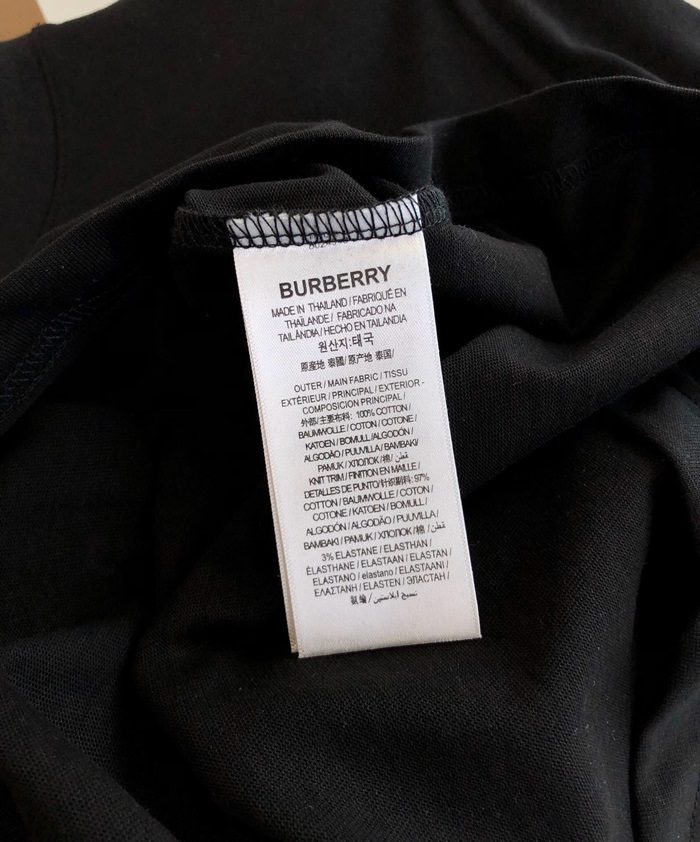 BURBERRY
MADE IN THAILAND / FABRIQUÉ EN
THAÏLANDE / FABRICADO NA
TAILÂNDIA / HECHO EN TAILANDIA
원산지:태국
原産地 泰國/ 原产地 泰国/
OUTER / MAIN FABRIC / TISSU
EXTÉRIEUR / PRINCIPAL / EXTERIOR -
COMPOSICION PRINCIPAL /
外部/主要布料: 100% COTTON /
BAUMWOLLE / COTON / COTONE /
KATOEN / BOMULL/ALGODÓN /
ALGODÃO / PUUVILLA / BAMBAKI/
PAMUK / ХЛОПОК /棉/ قطن/
KNIT TRIM / FINITION EN MAILLE /
DETALLES DE PUNTO/针织副料: 97%
COTTON / BAUMWOLLE / COTON /
COTONE / KATOEN / BOMULL /
ALGODÓN / ALGODÃO / PUUVILLA /
BAMBAKI / PAMUK / ХЛОПОК /棉 / قطن/
3% ELASTANE / ELASTHAN /
ÉLASTHANE / ELASTAAN / ELASTAN /
ELASTANO / elastano / ELASTAANI /
ΕΛΑΣΤΑΝΗ / ELASTEN / ЭЛАСТАН /
氨綸 / نسيج ايلاستين/